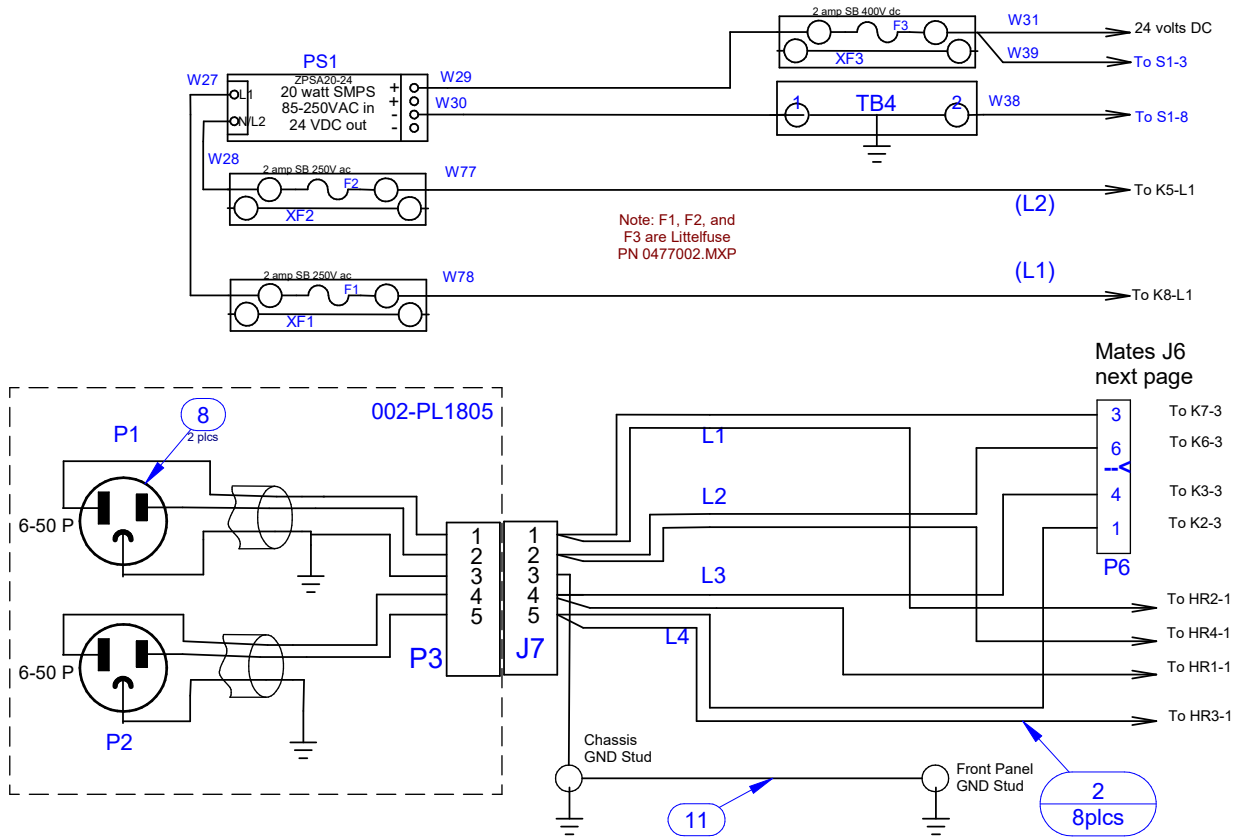 2 amp SB 400V dc
F3
XF3
W31
24 volts DC
W39
To S1-3
PS1
W27
ZPSA20-24
20 watt SMPS
85-250VAC in
24 VDC out
L1
N/L2
+
+
-
-
W29
W30
1
TB4
2
W38
To S1-8
W28
2 amp SB 250V ac
F2
XF2
W77
To K5-L1
(L2)
Note: F1, F2, and
F3 are Littelfuse
PN 0477002.MXP
2 amp SB 250V ac
F1
XF1
W78
(L1)
To K8-L1
Mates J6
next page
002-PL1805
8
2 plcs
P1
6-50 P
P2
6-50 P
1
2
3
4
5
P3
1
2
3
4
5
J7
L1
L2
L3
L4
3
6
--<
4
1
P6
To K7-3
To K6-3
To K3-3
To K2-3
To HR2-1
To HR4-1
To HR1-1
To HR3-1
Chassis
GND Stud
Front Panel
GND Stud
11
2
8plcs